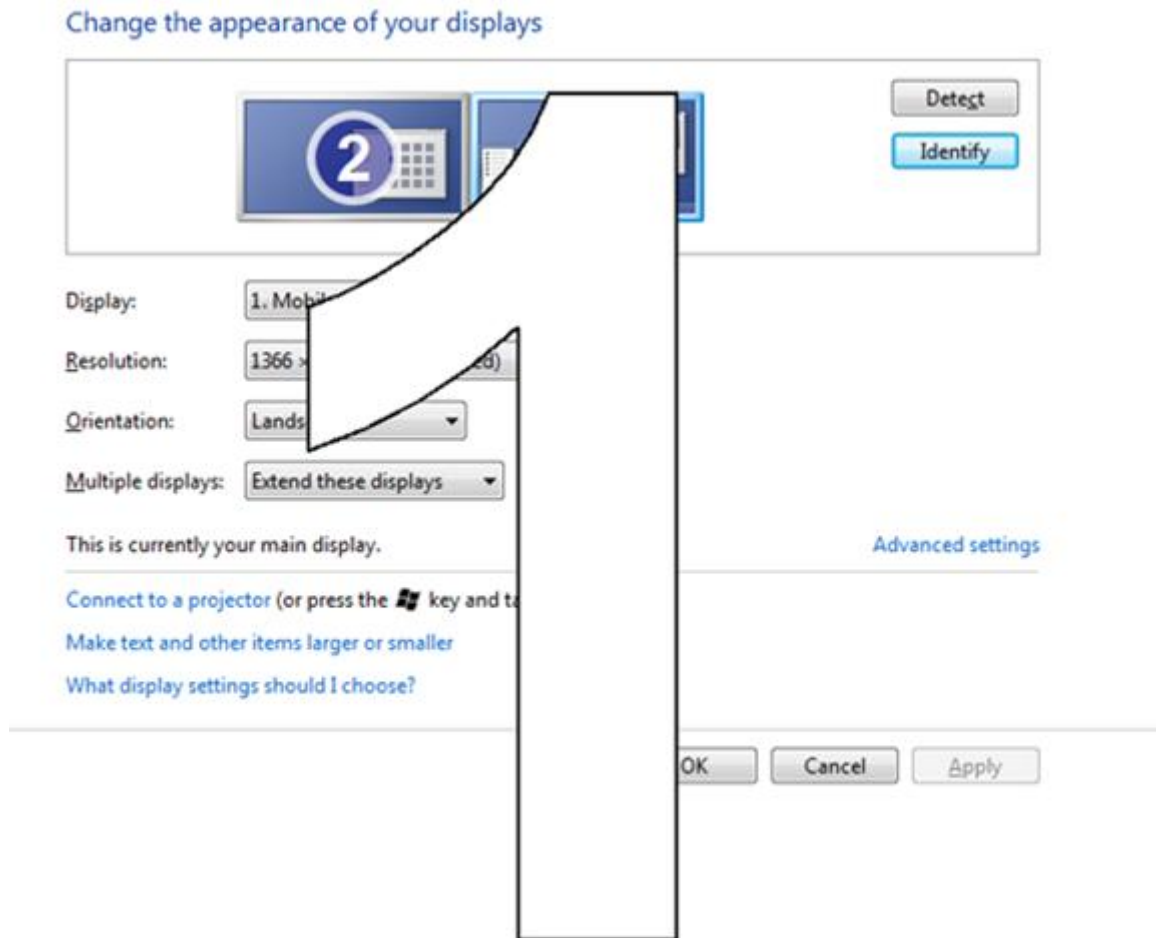 Change the appearance of your displays
2
Detect
Identify
1
Display: 1.
Resolution: 1366
Orientation:
Multiple displays: Extend these displays
This is currently your main display.
Advanced settings
Connect to a projector (or press the key and
Make text and other items larger or smaller
What display settings should I choose?
OK Cancel Apply